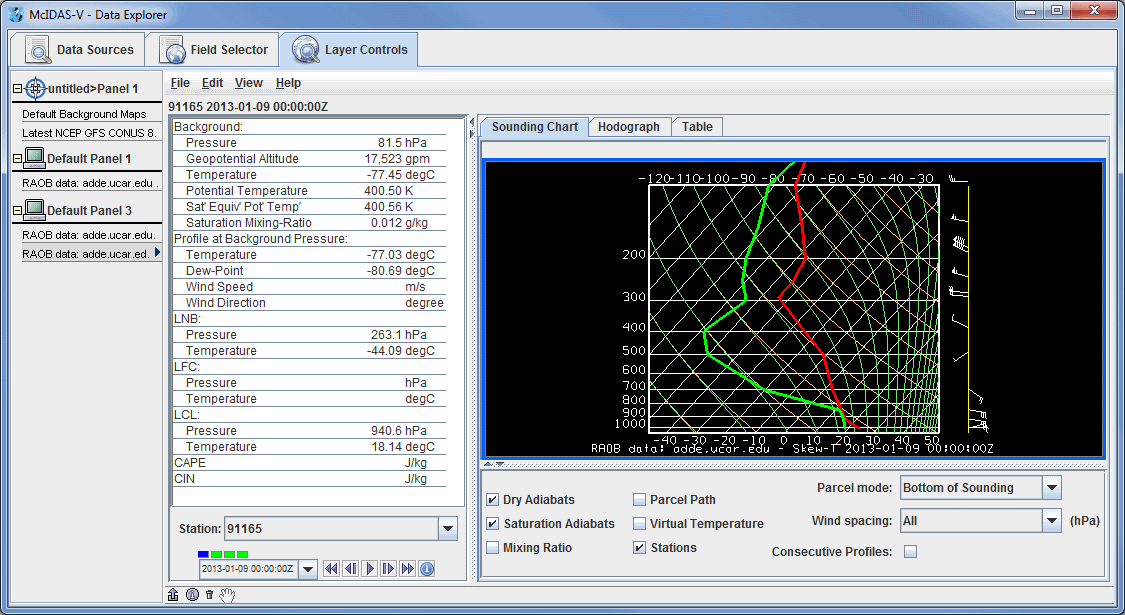 McIDAS-V - Data Explorer
Data Sources
Field Selector
Layer Controls
untitled>Panel 1
Default Background Maps
Latest NCEP GFS CONUS 8.
Default Panel 1
RAOB data: adde.ucar.edu .
Default Panel 3
RAOB data: adde.ucar.edu.
RAOB data: adde.ucar.ed.
File Edit View Help
91165 2013-01-09 00:00:00Z
Background:
Pressure 81.5 hPa
Geopotential Altitude 17,523 gpm
Temperature -77.45 degC
Potential Temperature 400.50 K
Sat' Equiv' Pot' Temp' 400.56 K
Saturation Mixing-Ratio 0.012 g/kg
Profile at Background Pressure:
Temperature -77.03 degC
Dew-Point -80.69 degC
Wind Speed m/s
Wind Direction degree
LNB:
Pressure 263.1 hPa
Temperature -44.09 degC
LFC:
Pressure hPa
Temperature degC
LCL:
Pressure 940.6 hPa
Temperature 18.14 degC
CAPE J/kg
CIN J/kg
Station: 91165
2013-01-09 00:00:00Z
Sounding Chart
Hodograph
Table
-120 -110 -100 -90 -80 -70 -60 -50 -40 -30
200
300
400
500
600
700
800
900
1000
-40 -30 -20 -10 0 10 20 30 40 50
RAOB data: adde.ucar.edu - Skew-T 2013-01-09 00:00:00Z
Dry Adiabats
Parcel Path
Parcel mode: Bottom of Sounding
Saturation Adiabats
Virtual Temperature
Wind spacing: All (hPa)
Mixing Ratio
Stations
Consecutive Profiles: